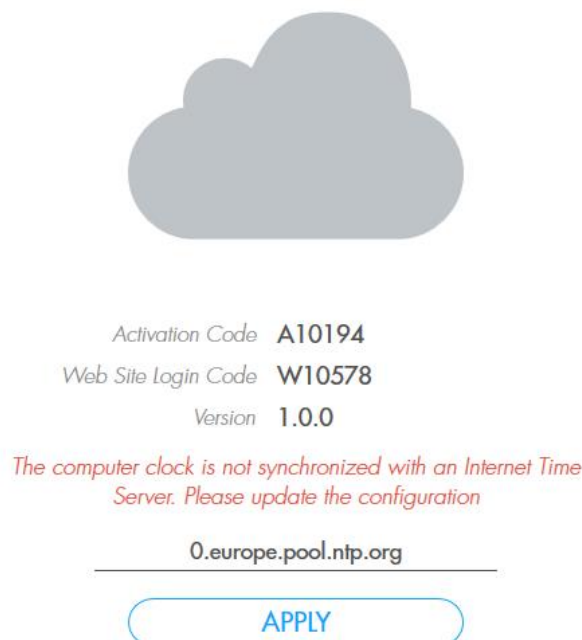 Activation Code A10194
Web Site Login Code W10578
Version 1.0.0
The computer clock is not synchronized with an Internet Time
Server. Please update the configuration
0.europe.pool.ntp.org
APPLY